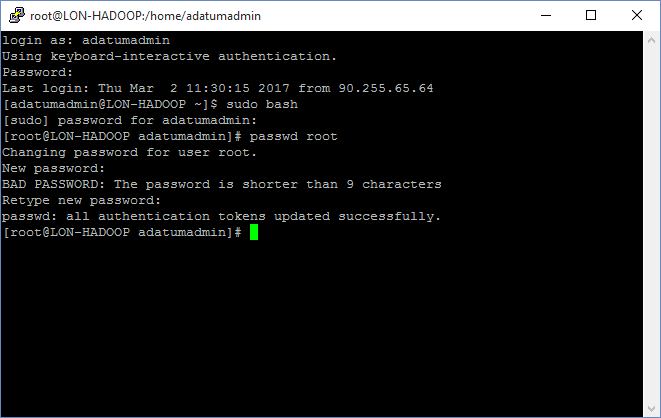 root@LON-HADOOP:/home/adatumadmin
login as: adatumadmin
Using keyboard-interactive authentication.
Password:
Last login: Thu Mar  2 11:30:15 2017 from 90.255.65.64
[adatumadmin@LON-HADOOP ~]$ sudo bash
[sudo] password for adatumadmin:
[root@LON-HADOOP adatumadmin]# passwd root
Changing password for user root.
New password:
BAD PASSWORD: The password is shorter than 9 characters
Retype new password:
passwd: all authentication tokens updated successfully.
[root@LON-HADOOP adatumadmin]#